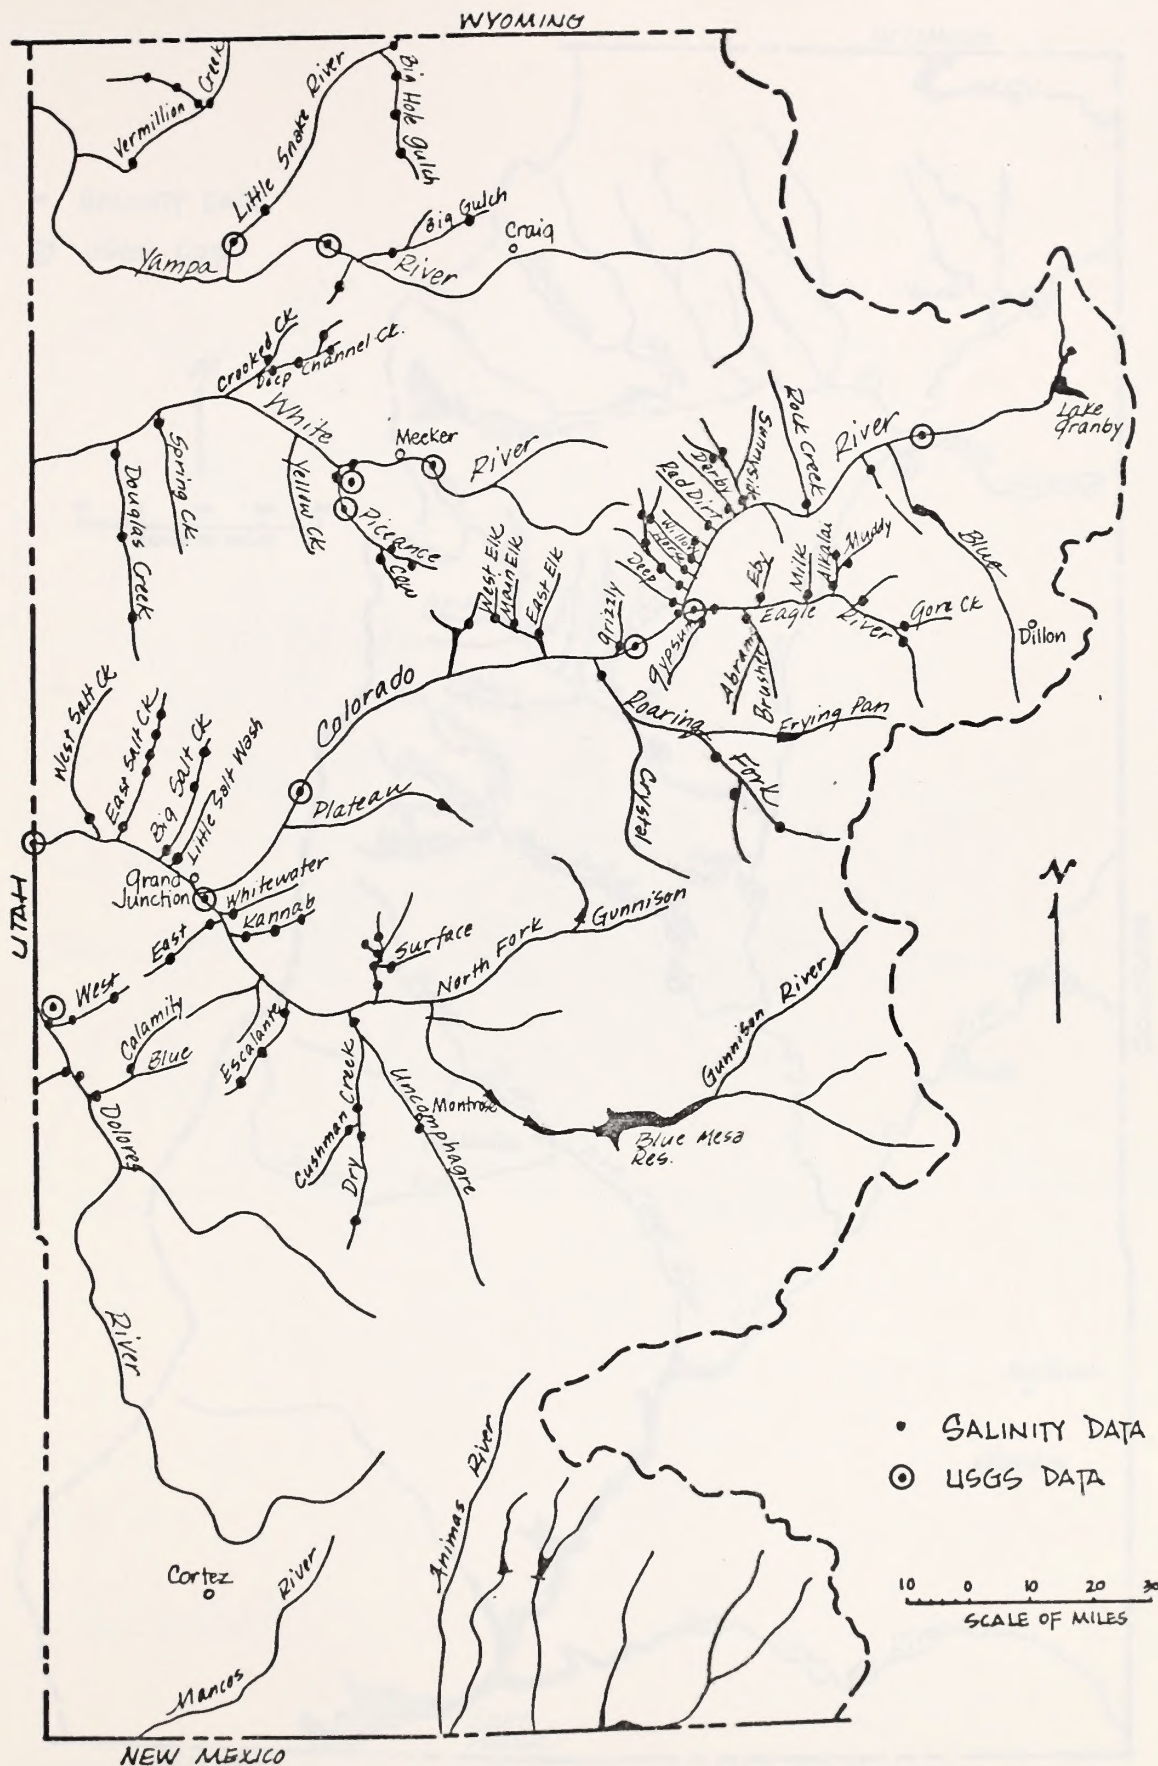 WYOMING
Vermillion Creek
Little Snake River
Big Hole Gulch
Big Gulch
Craig
Yampa River
Crooked Ck
Deep Channel Ck.
White River
Meeker
Spring Ck.
Yellow Ck
Douglas Creek
Piceance
Cow
West Elk
Main Elk
East Elk
Grizzly
Deep
Willow
Horse
Red Dirt
Derby
Sunnyside
Rock Creek
River
Lake Granby
Blue
Dillon
Muddy
Alkalai
Milk
Eby
Eagle River
Gore Ck
Gypsum
Abram
Brush
Colorado
Roaring Fork
Frying Pan
Crystal
West Salt Ck
East Salt Ck
Big Salt Ck
Little Salt Wash
Plateau
Grand Junction
Whitewater
Kannab
UTAH
East
West
Surface
North Fork Gunnison
Calamity
Blue
Escalante
Gunnison River
Dolores
Cushman Creek
Dry
Uncomphagre
Montrose
Blue Mesa Res.
River
Animas River
N
• SALINITY DATA
USGS DATA
Cortez
Mancos River
10 0 10 20 30
SCALE OF MILES
NEW MEXICO